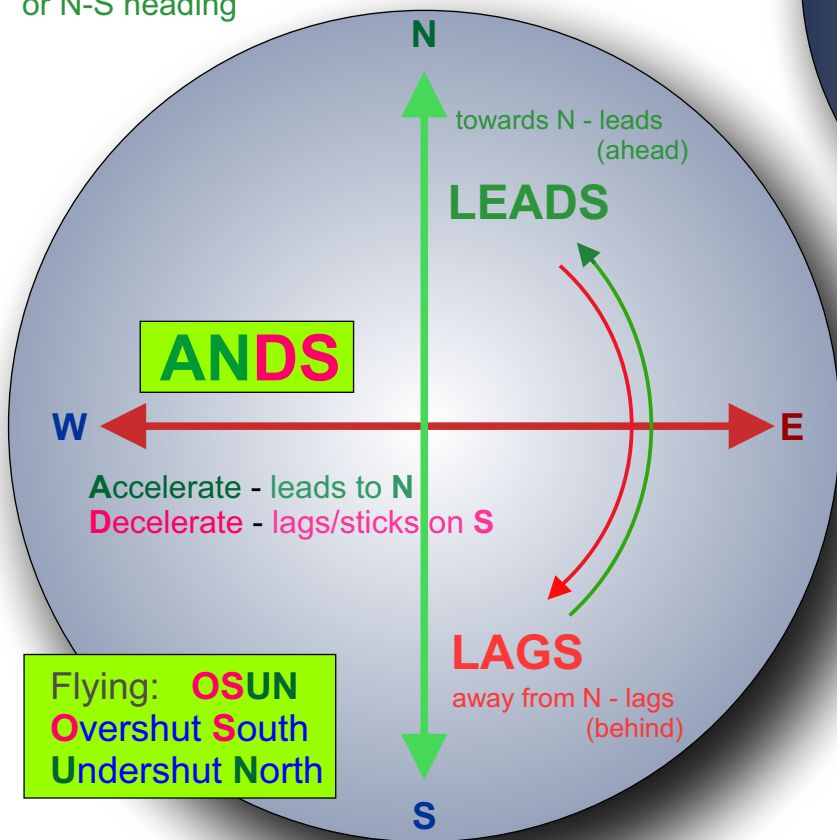 or N-S heading
N
towards N - leads
(ahead)
LEADS
ANDS
W
E
Accelerate - leads to N
Decelerate - lags/sticks on S
LAGS
away from N - lags
(behind)
Flying: OSUN
Overshut South
Undershut North
S